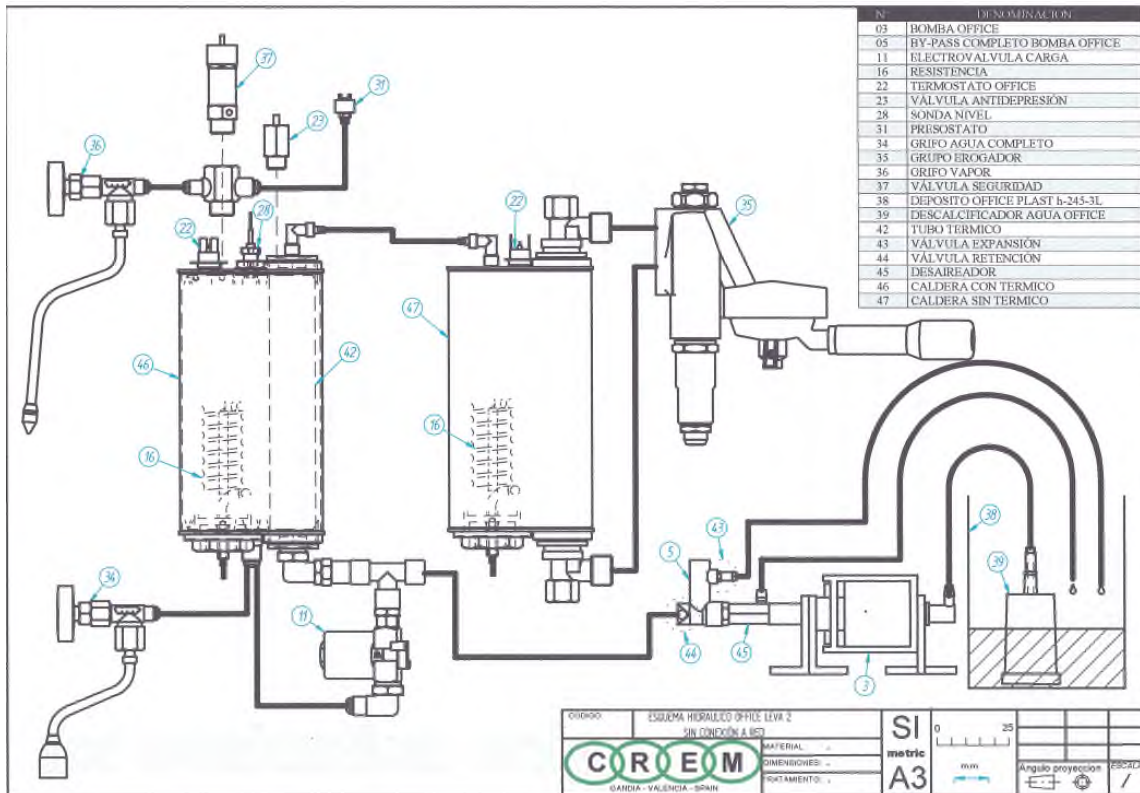 Nº DENOMINACION
03 BOMBA OFFICE
05 BY-PASS COMPLETO BOMBA OFFICE
11 ELECTROVALVULA CARGA
16 RESISTENCIA
22 TERMOSTATO OFFICE
23 VÁLVULA ANTIDEPRESIÓN
28 SONDA NIVEL
31 PRESOSTATO
34 GRIFO AGUA COMPLETO
35 GRUPO EROGADOR
36 GRIFO VAPOR
37 VÁLVULA SEGURIDAD
38 DEPOSITO OFFICE PLAST h-245-3L
39 DESCALCIFICADOR AGUA OFFICE
42 TUBO TERMICO
43 VÁLVULA EXPANSIÓN
44 VÁLVULA RETENCIÓN
45 DESAIREADOR
46 CALDERA CON TERMICO
47 CALDERA SIN TERMICO
37
31
23
36
35
22
28
22
47
46
42
16
16
43
38
5
39
34
11
44
45
3
CODIGO:
ESQUEMA HIDRAULICO OFFICE LEVA 2
SIN CONEXIÓN A RED
CREM
GANDIA - VALENCIA - SPAIN
MATERIAL: -
DIMENSIONES: -
TRATAMIENTO: -
SI
metric
A3
0 25
mm
Angulo proyeccion
ESCALA
/